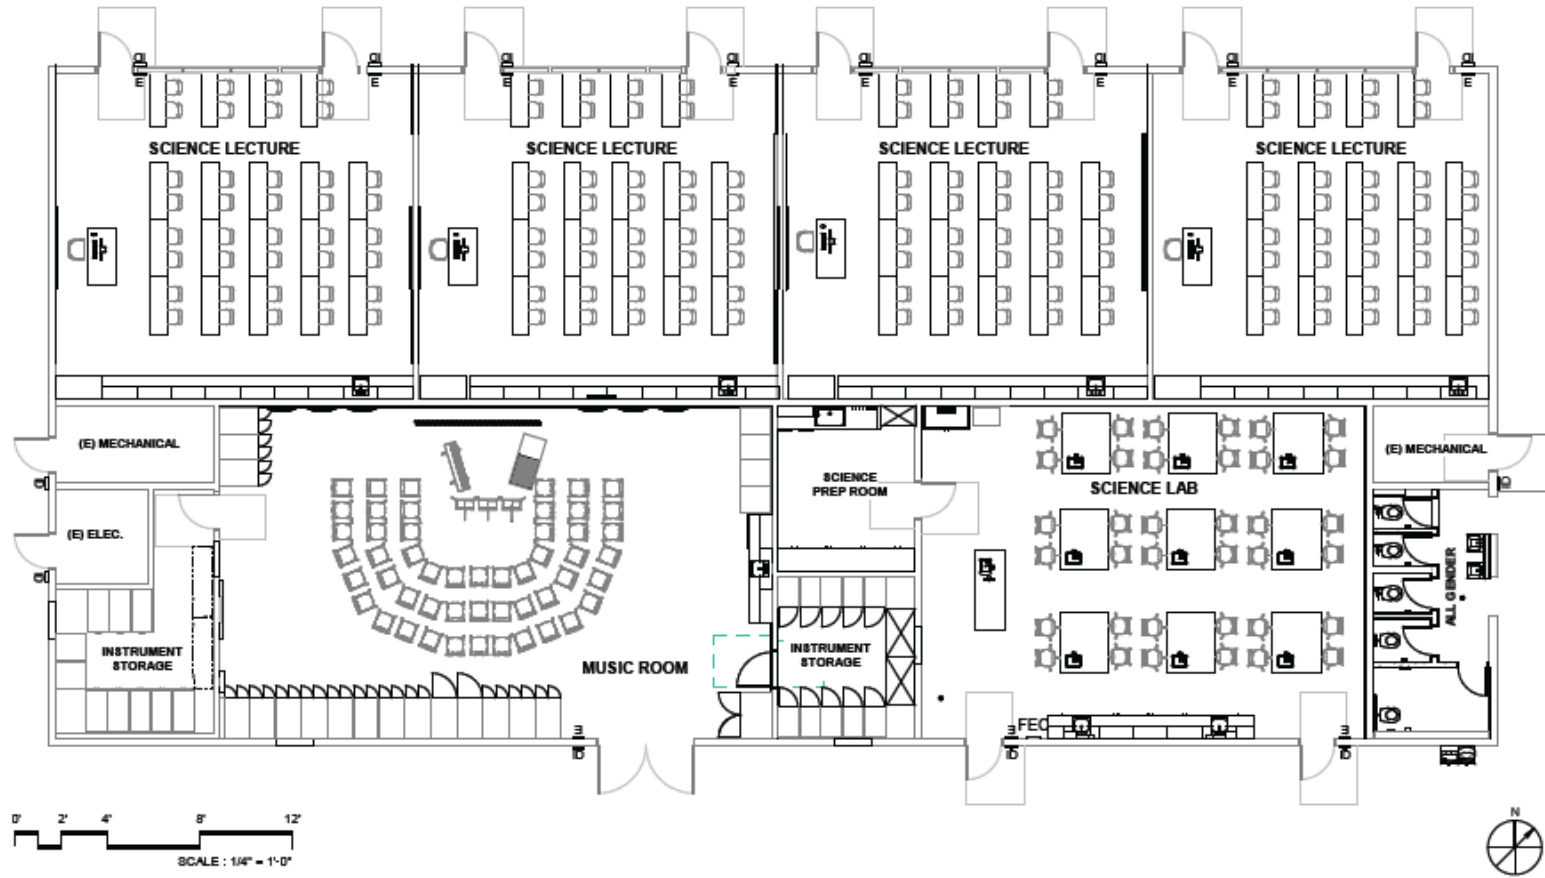 SCIENCE LECTURE
SCIENCE LECTURE
SCIENCE LECTURE
SCIENCE LECTURE
(E) MECHANICAL
(E) MECHANICAL
SCIENCE
PREP ROOM
SCIENCE LAB
(E) ELEC.
ALL GENDER
INSTRUMENT
STORAGE
MUSIC ROOM
INSTRUMENT
STORAGE
FEC
0' 2' 4' 8' 12'
SCALE : 1/4" = 1'-0"
N